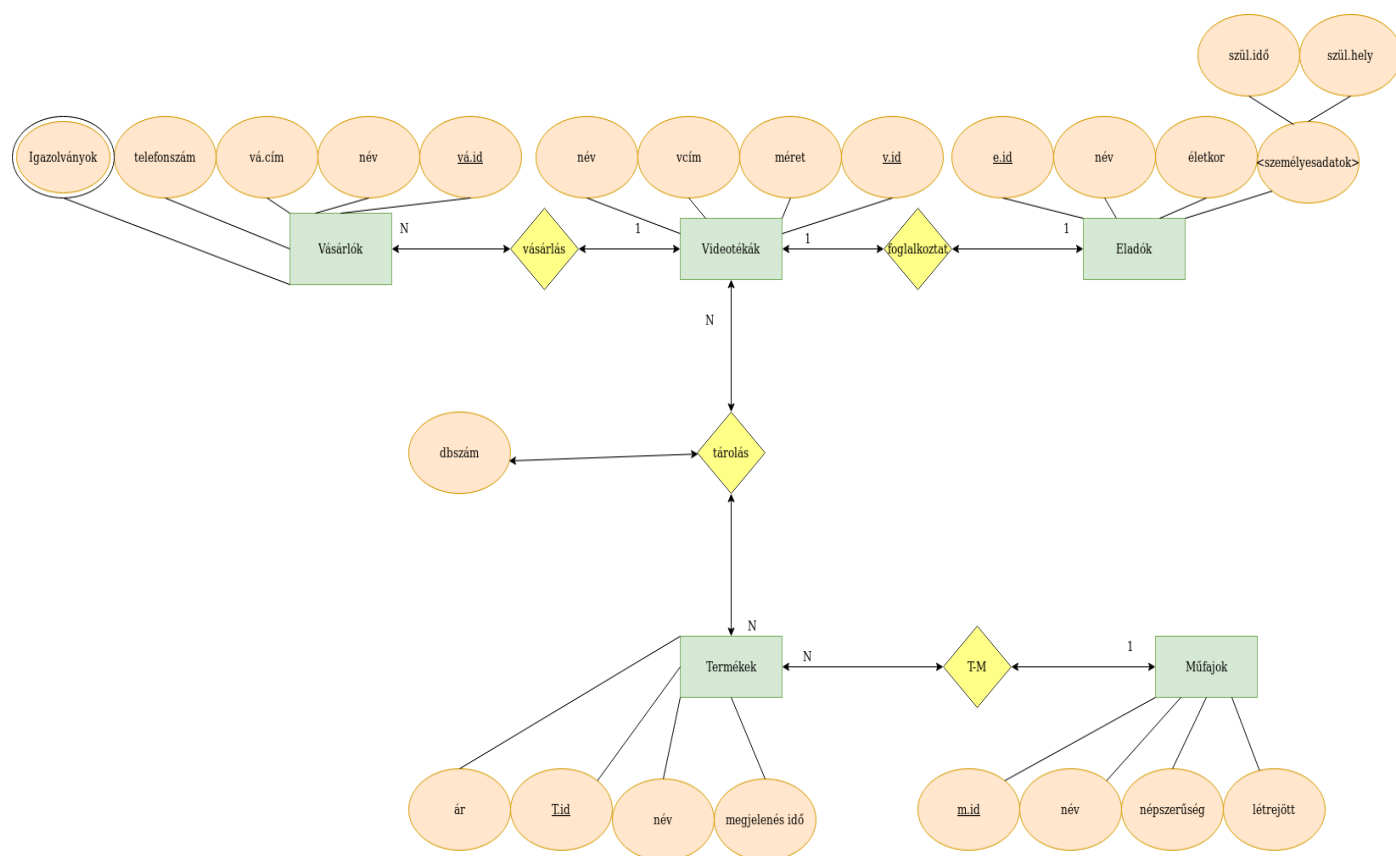 szül.idő
szül.hely
Igazolványok
telefonszám
vá.cím
név
vá.id
név
vcím
méret
v.id
e.id
név
életkor
<személyesadatok>
Vásárlók
N
vásárlás
1
Videotékák
1
foglalkoztat
1
Eladók
N
dbszám
tárolás
N
Termékek
N
T-M
1
Műfajok
ár
T.id
név
megjelenés idő
m.id
név
népszerűség
létrejött